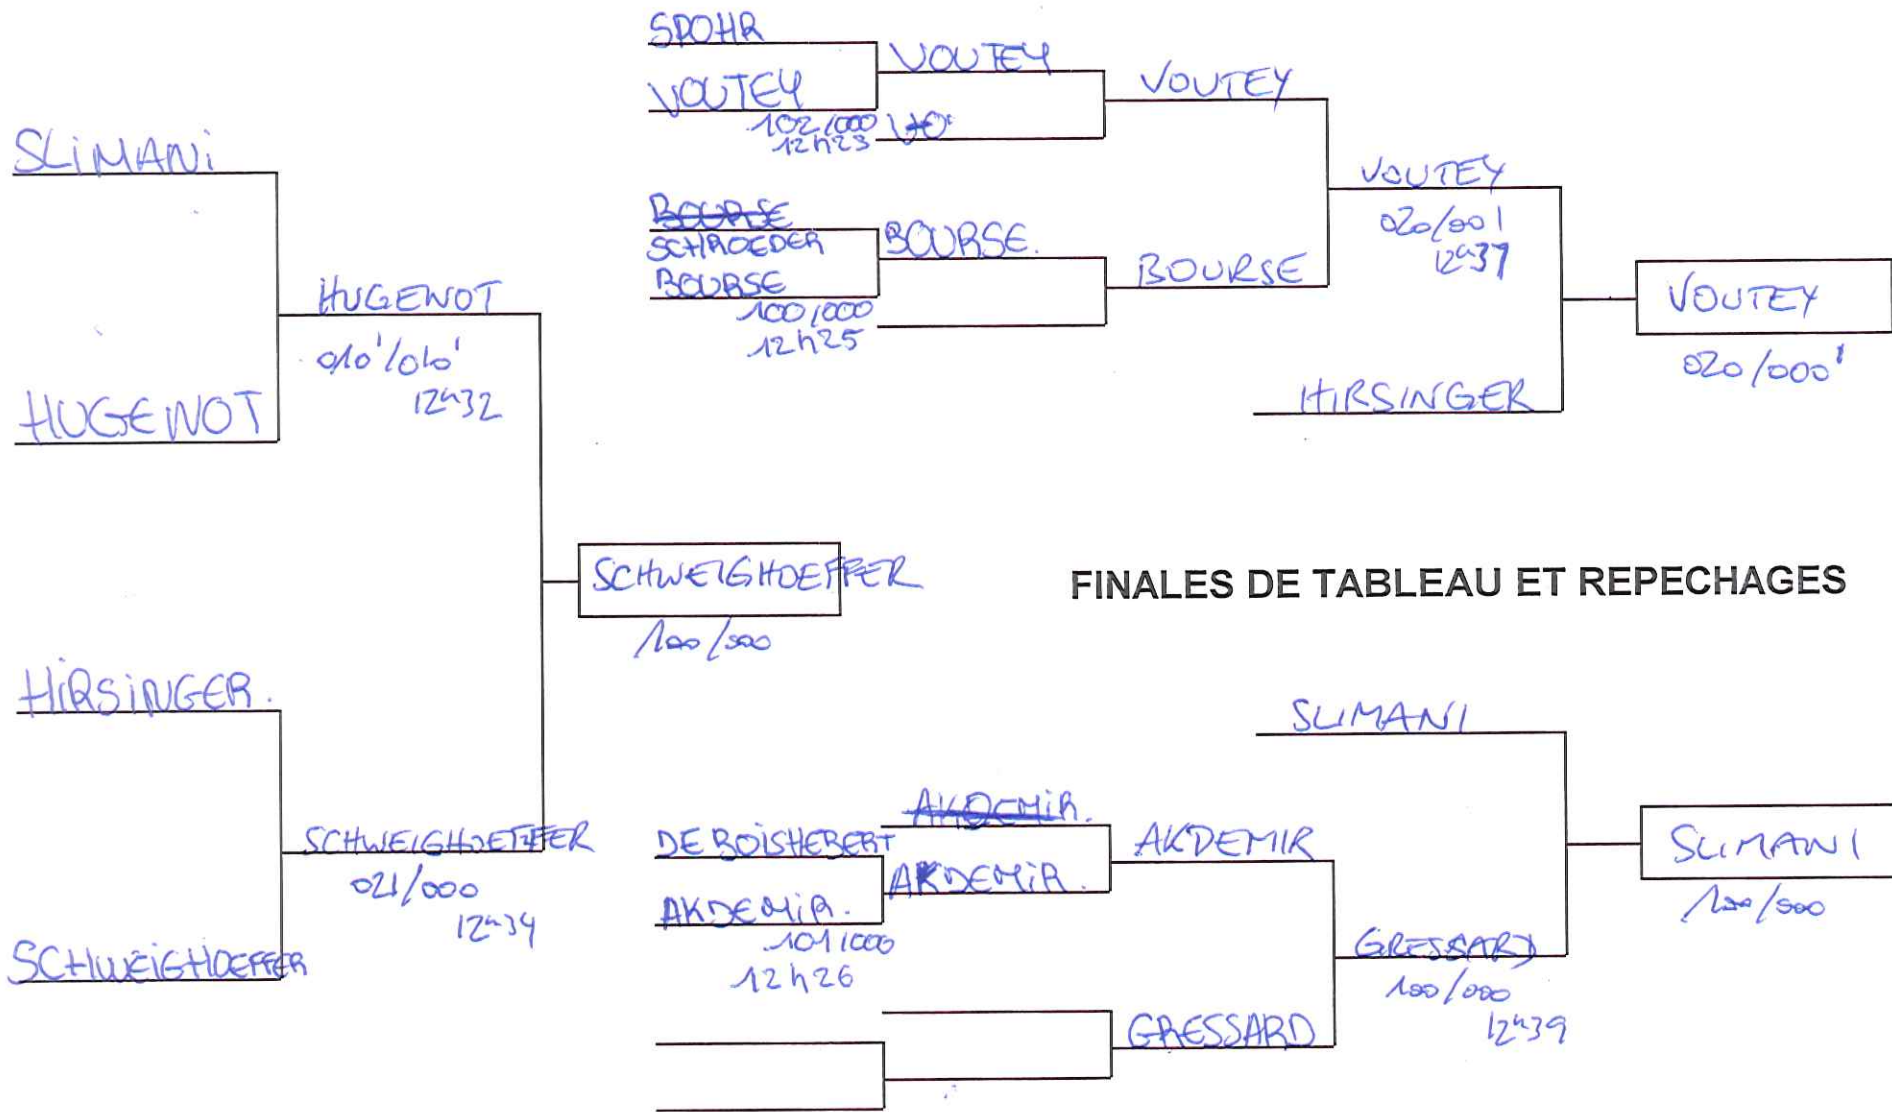 SLiMANi
HUGENOT
HUGENOT
010'/010'
12h32
HiRSiNGER.
SCHWEiGHOEFFER
SCHWEIGHOEFFER
021/000
12h34
SCHWEIGHOEFFER
100/000
SPOHR
VOUTEY
102/000
12h23
VOUTEY
VOUTEY
BOURSE
SCHROEDER
BOURSE
100/000
12h25
BOURSE.
BOURSE
VOUTEY
020/001
12h37
HIRSINGER
VOUTEY
020/000'
FINALES DE TABLEAU ET REPECHAGES
SLIMANI
DE BOiSHEBERT
AKDEMiR.
101/000
12h26
AKDEMiR.
AKDEMiR.
AKDEMIR
GRESSARD
GRESSARD
100/000
12h39
SLIMANI
100/000